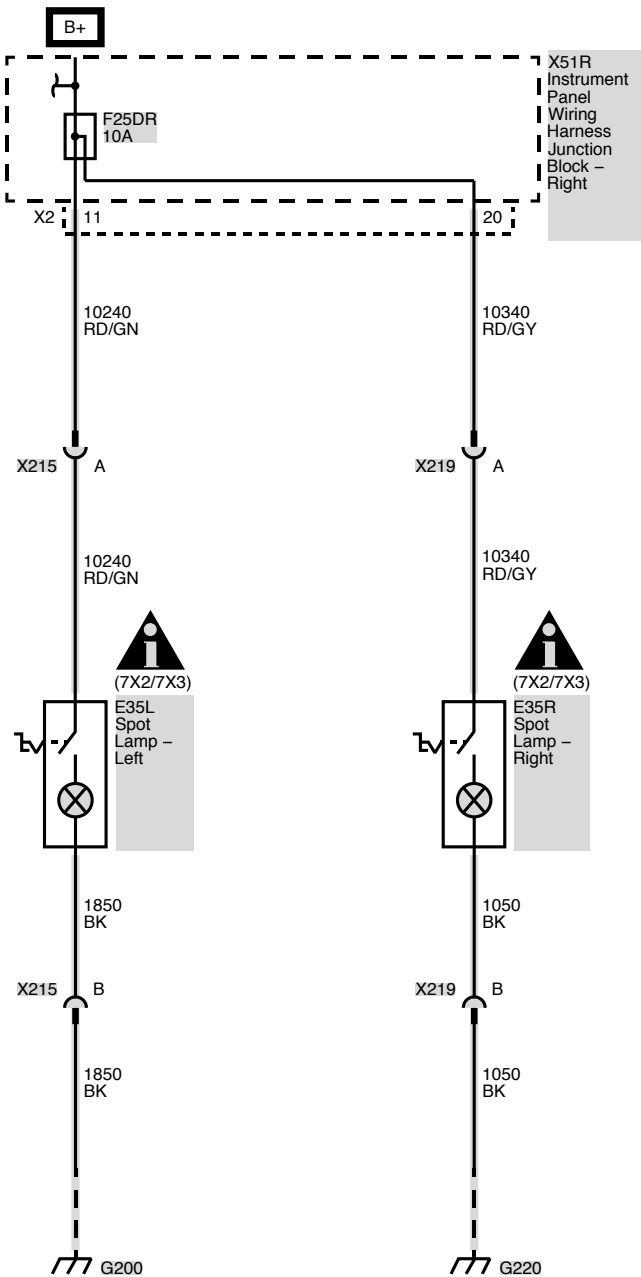 B+
X51R
Instrument
Panel
Wiring
Harness
Junction
Block –
Right
F25DR
10A
X2 11
20
10240
RD/GN
10340
RD/GY
X215 A
X219 A
10240
RD/GN
10340
RD/GY
i
(7X2/7X3)
i
(7X2/7X3)
E35L
Spot
Lamp –
Left
E35R
Spot
Lamp –
Right
1850
BK
1050
BK
X215 B
X219 B
1850
BK
1050
BK
G200
G220